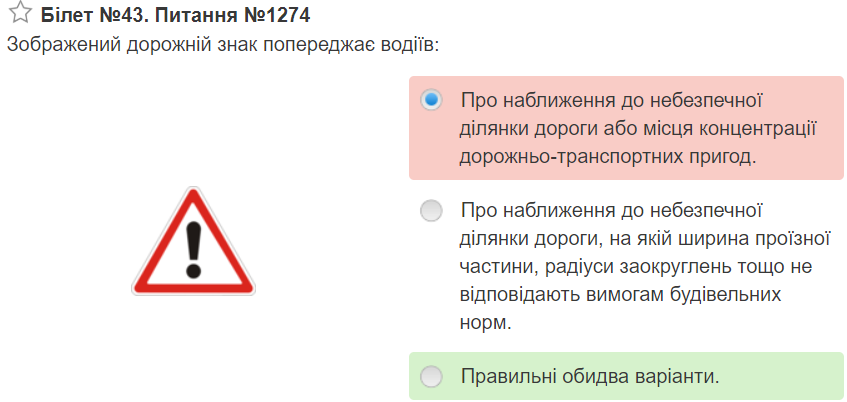 Білет №43. Питання №1274
Зображений дорожній знак попереджає водіїв:
Про наближення до небезпечної
ділянки дороги або місця концентрації
дорожньо-транспортних пригод.
Про наближення до небезпечної
ділянки дороги, на якій ширина проїзної
частини, радіуси заокруглень тощо не
відповідають вимогам будівельних
норм.
Правильні обидва варіанти.